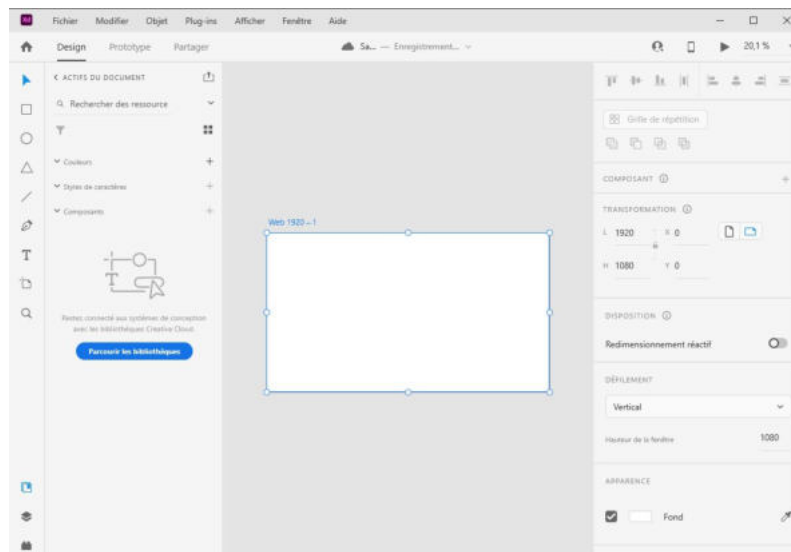 Xd Fichier Modifier Objet Plug-ins Afficher Fenêtre Aide
Design Prototype Partager Sa... — Enregistrement... 20,1 %
ACTIFS DU DOCUMENT
Rechercher des ressource
Couleurs
Styles de caractères
Composants
Restez connecté aux systèmes de conception
avec les bibliothèques Creative Cloud.
Parcourir les bibliothèques
Web 1920 – 1
Grille de répétition
COMPOSANT
TRANSFORMATION
L 1920 X 0
H 1080 Y 0
DISPOSITION
Redimensionnement réactif
DÉFILEMENT
Vertical
Hauteur de la fenêtre 1080
APPARENCE
Fond